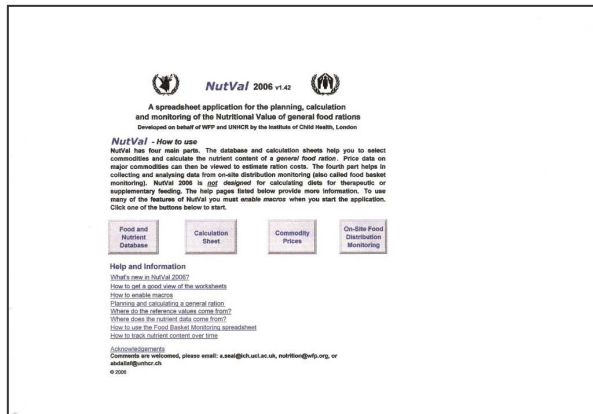 NutVal 2006 v1.42
A spreadsheet application for the planning, calculation
and monitoring of the Nutritional Value of general food rations
Developed on behalf of WFP and UNHCR by the Institute of Child Health, London
NutVal - How to use
NutVal has four main parts. The database and calculation sheets help you to select
commodities and calculate the nutrient content of a general food ration. Price data on
major commodities can then be viewed to estimate ration costs. The fourth part helps in
collecting and analysing data from on-site distribution monitoring (also called food basket
monitoring). NutVal 2006 is not designed for calculating diets for therapeutic or
supplementary feeding. The help pages listed below provide more information. To use
many of the features of NutVal you must enable macros when you start the application.
Click one of the buttons below to start.
Food and
Nutrient
Database
Calculation
Sheet
Commodity
Prices
On-Site Food
Distribution
Monitoring
Help and Information
What's new in NutVal 2006?
How to get a good view of the worksheets
How to enable macros
Planning and calculating a general ration
Where do the reference values come from?
Where does the nutrient data come from?
How to use the Food Basket Monitoring spreadsheet
How to track nutrient content over time
Acknowledgements
Comments are welcomed, please email: a.seal@ich.ucl.ac.uk, nutrition@wfp.org, or
abdallaf@unhcr.ch
© 2006